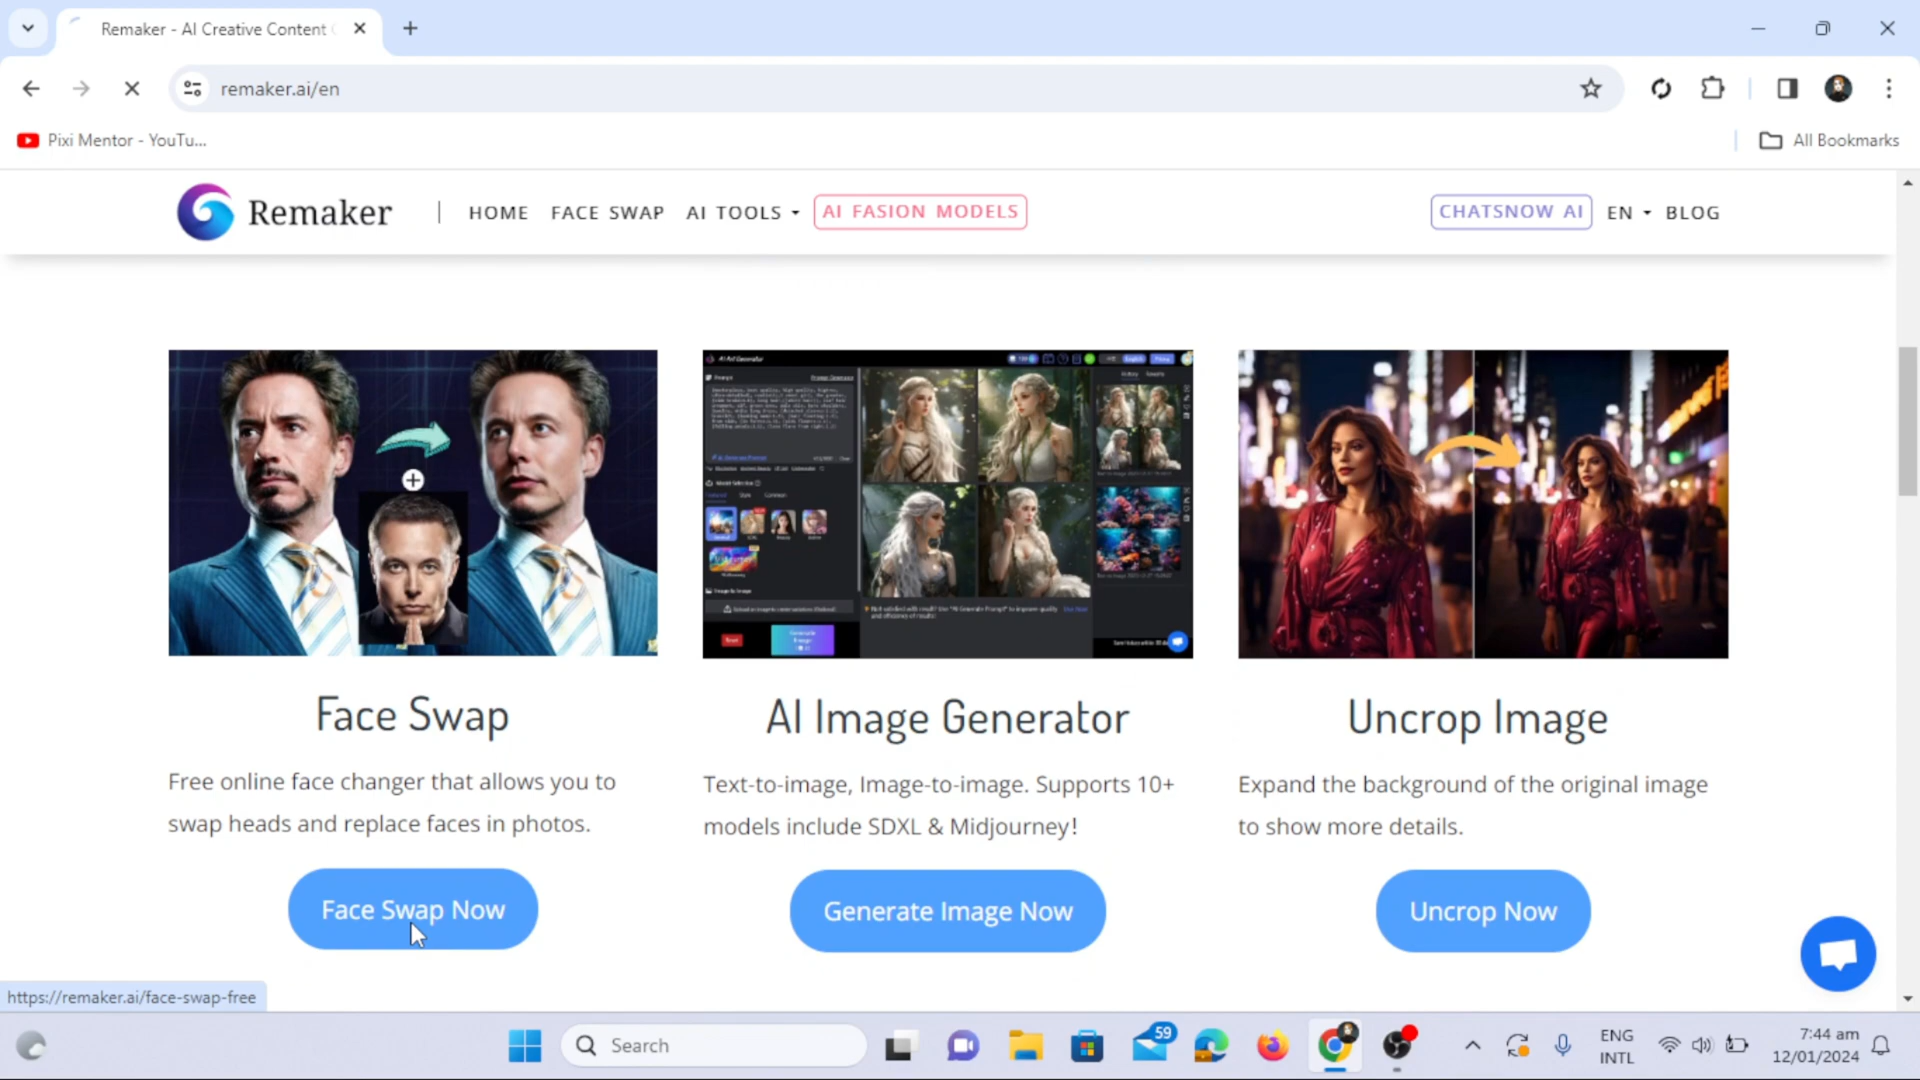 Remaker - AI Creative Content
remaker.ai/en
Pixi Mentor - YouTu...
All Bookmarks
Remaker
HOME
FACE SWAP
AI TOOLS
AI FASION MODELS
CHATSNOW AI
EN
BLOG
Face Swap
Free online face changer that allows you to
swap heads and replace faces in photos.
Face Swap Now
AI Image Generator
Text-to-image, Image-to-image. Supports 10+
models include SDXL & Midjourney!
Generate Image Now
Uncrop Image
Expand the background of the original image
to show more details.
Uncrop Now
https://remaker.ai/face-swap-free
Search
59
ENG
INTL
7:44 am
12/01/2024